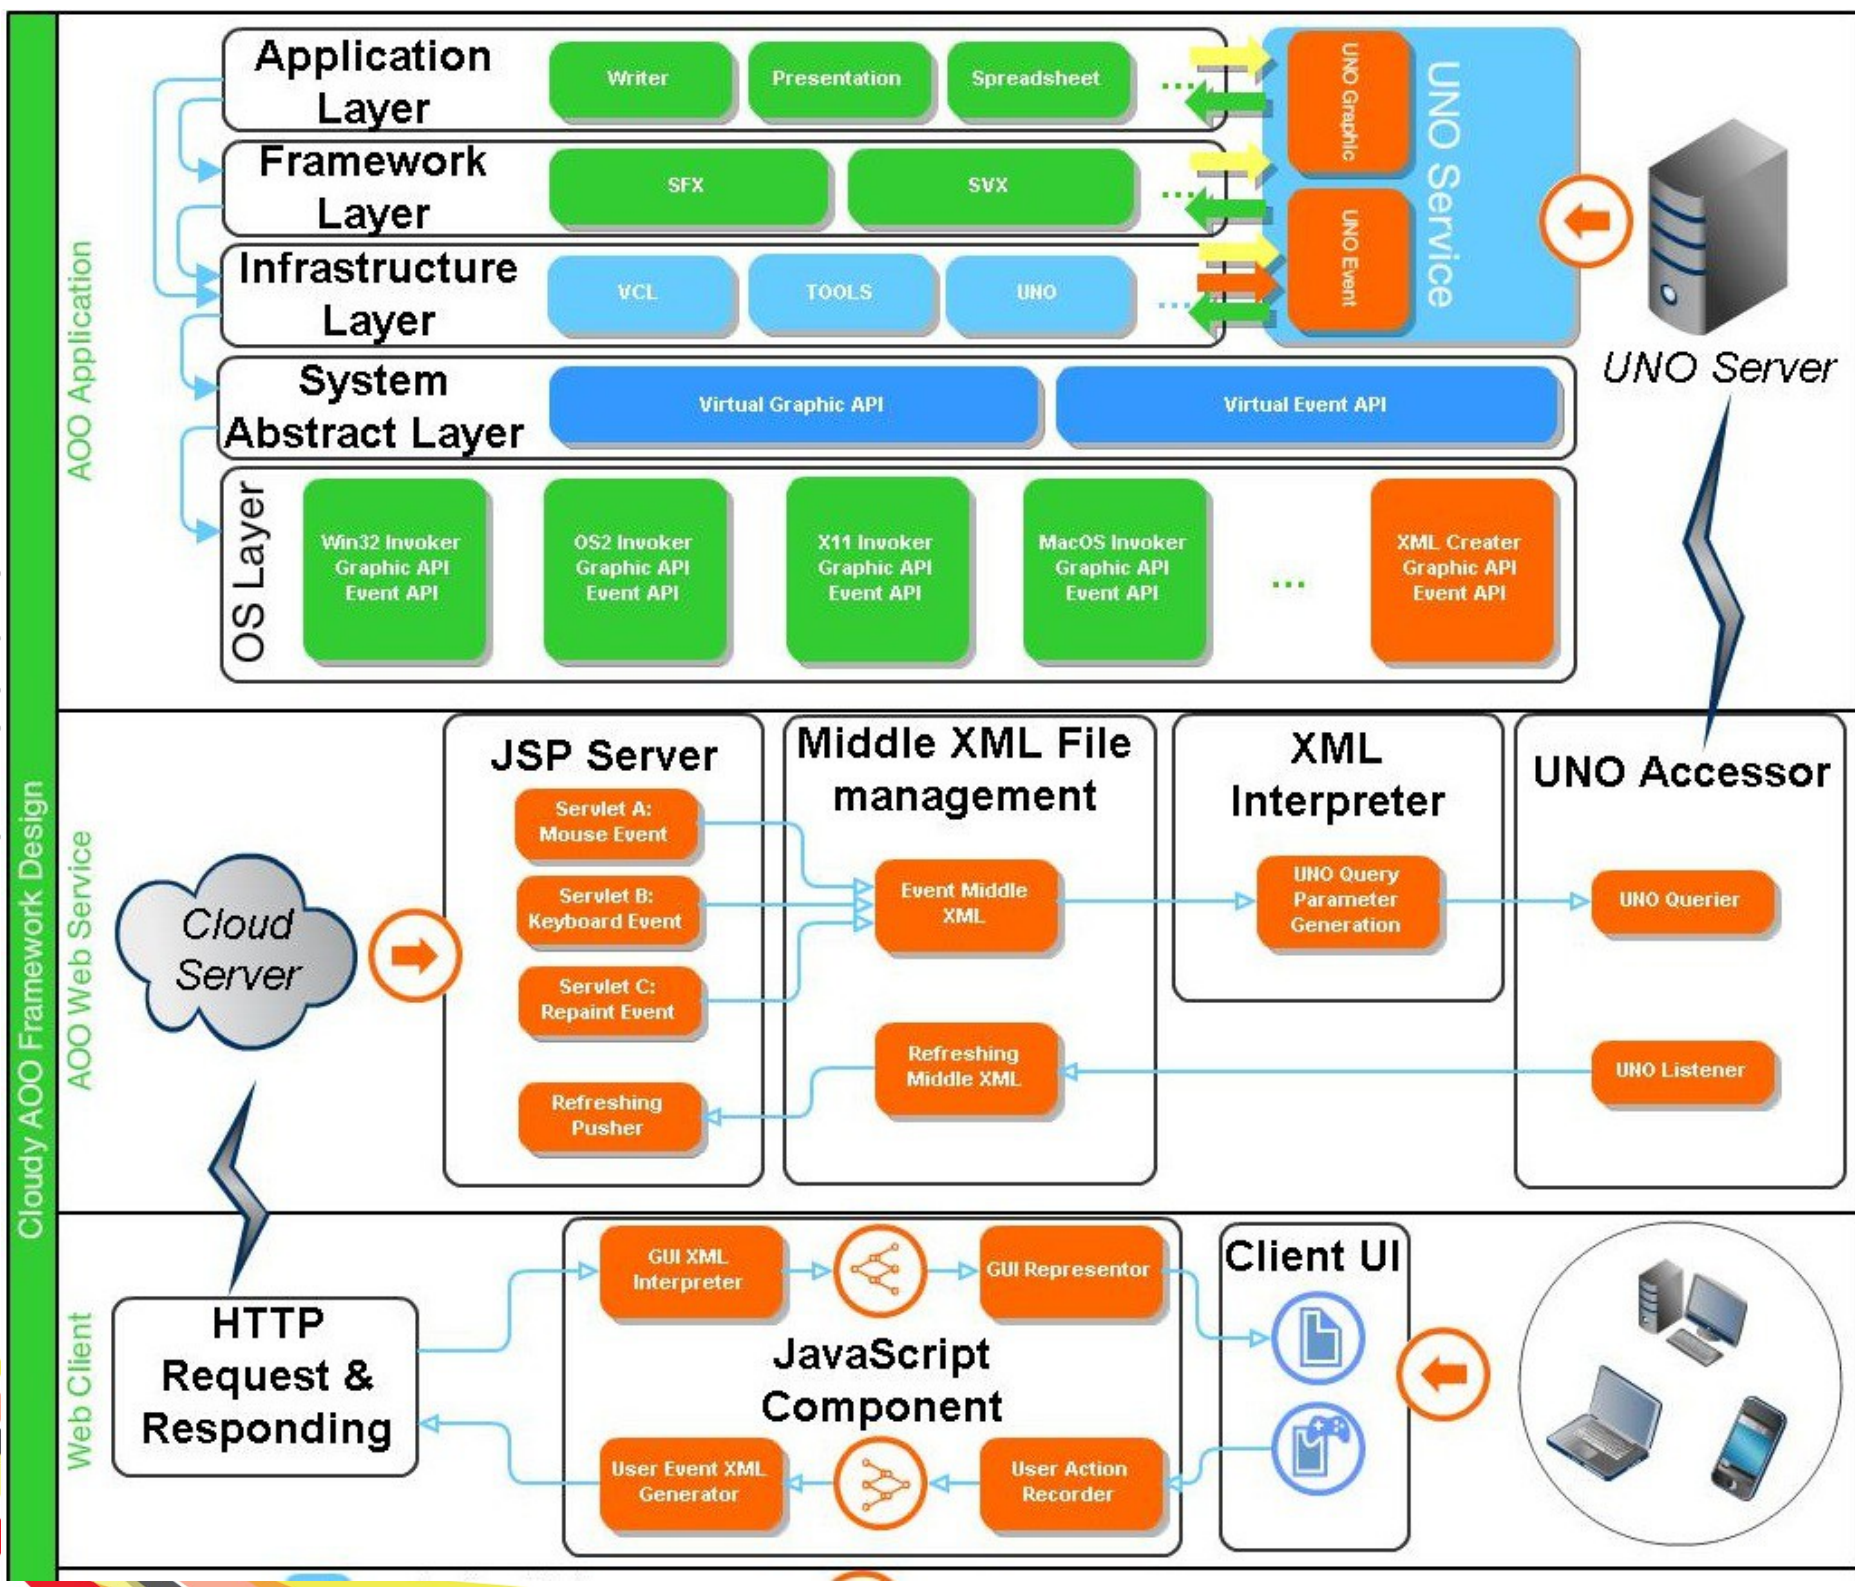 Cloudy AOO Framework Design
AOO Application
Application
Layer
Writer
Presentation
Spreadsheet
...
Framework
Layer
SFX
SVX
...
Infrastructure
Layer
VCL
TOOLS
UNO
...
UNO Graphic
UNO Event
UNO Service
UNO Server
System
Abstract Layer
Virtual Graphic API
Virtual Event API
OS Layer
Win32 Invoker
Graphic API
Event API
OS2 Invoker
Graphic API
Event API
X11 Invoker
Graphic API
Event API
MacOS Invoker
Graphic API
Event API
...
XML Creater
Graphic API
Event API
AOO Web Service
Cloud
Server
JSP Server
Servlet A:
Mouse Event
Servlet B:
Keyboard Event
Servlet C:
Repaint Event
Refreshing
Pusher
Middle XML File
management
Event Middle
XML
Refreshing
Middle XML
XML
Interpreter
UNO Query
Parameter
Generation
UNO Accessor
UNO Querier
UNO Listener
Web Client
HTTP
Request &
Responding
GUI XML
Interpreter
GUI Representor
JavaScript
Component
User Event XML
Generator
User Action
Recorder
Client UI